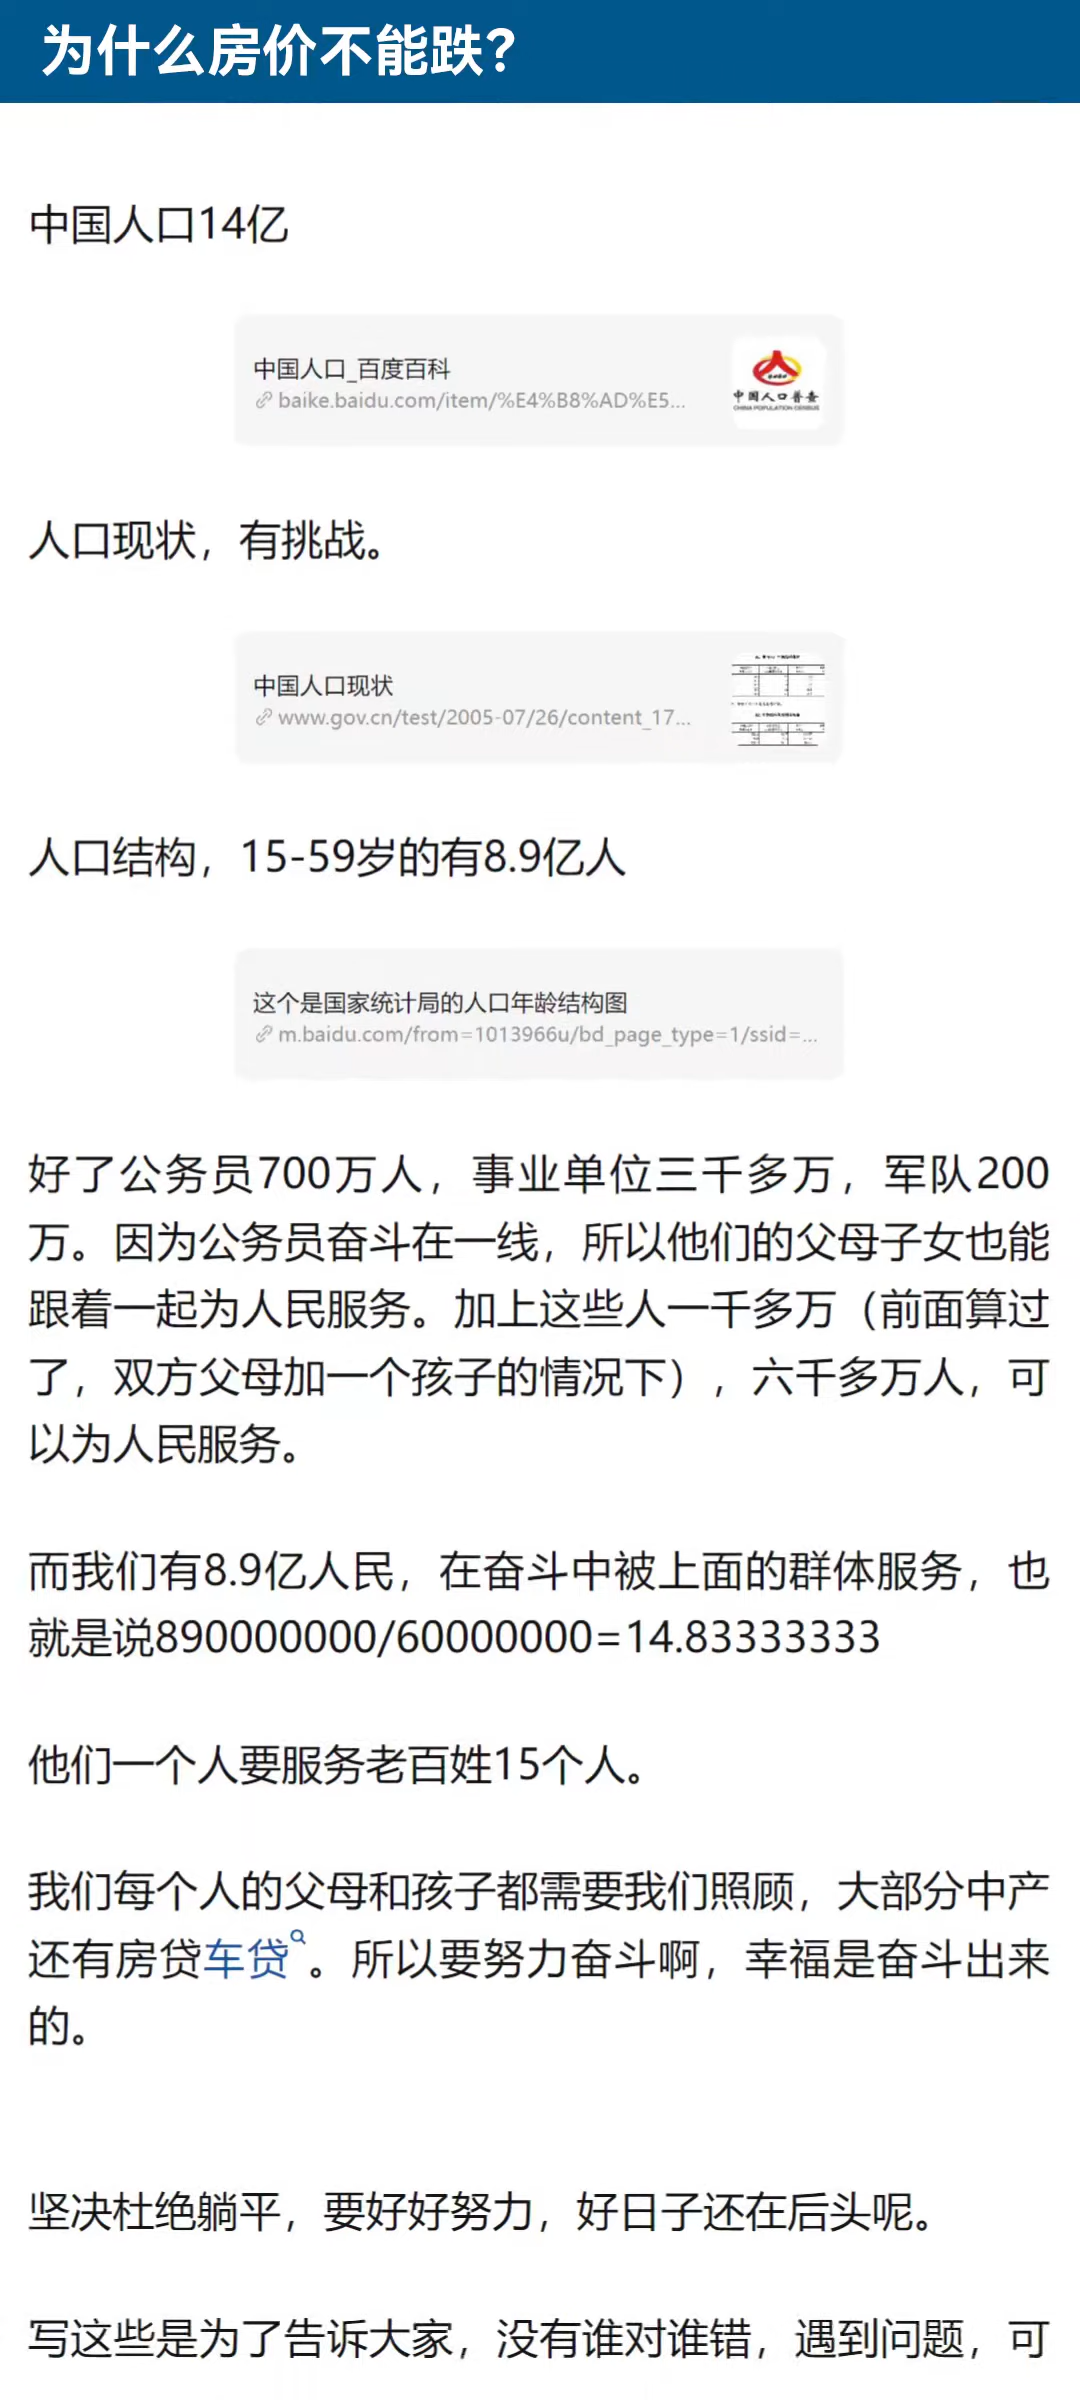 为什么房价不能跌？
中国人口14亿
中国人口_百度百科
baike.baidu.com/item/%E4%B8%AD%E5...
中国人口普查
CHINA POPULATION CENSUS
人口现状，有挑战。
中国人口现状
www.gov.cn/test/2005-07/26/content_17...
人口结构，15-59岁的有8.9亿人
这个是国家统计局的人口年龄结构图
m.baidu.com/from=1013966u/bd_page_type=1/ssid=...
好了公务员700万人，事业单位三千多万，军队200
万。因为公务员奋斗在一线，所以他们的父母子女也能
跟着一起为人民服务。加上这些人一千多万（前面算过
了，双方父母加一个孩子的情况下），六千多万人，可
以为人民服务。
而我们有8.9亿人民，在奋斗中被上面的群体服务，也
就是说890000000/60000000=14.83333333
他们一个人要服务老百姓15个人。
我们每个人的父母和孩子都需要我们照顾，大部分中产
还有房贷车贷。所以要努力奋斗啊，幸福是奋斗出来
的。
坚决杜绝躺平，要好好努力，好日子还在后头呢。
写这些是为了告诉大家，没有谁对谁错，遇到问题，可